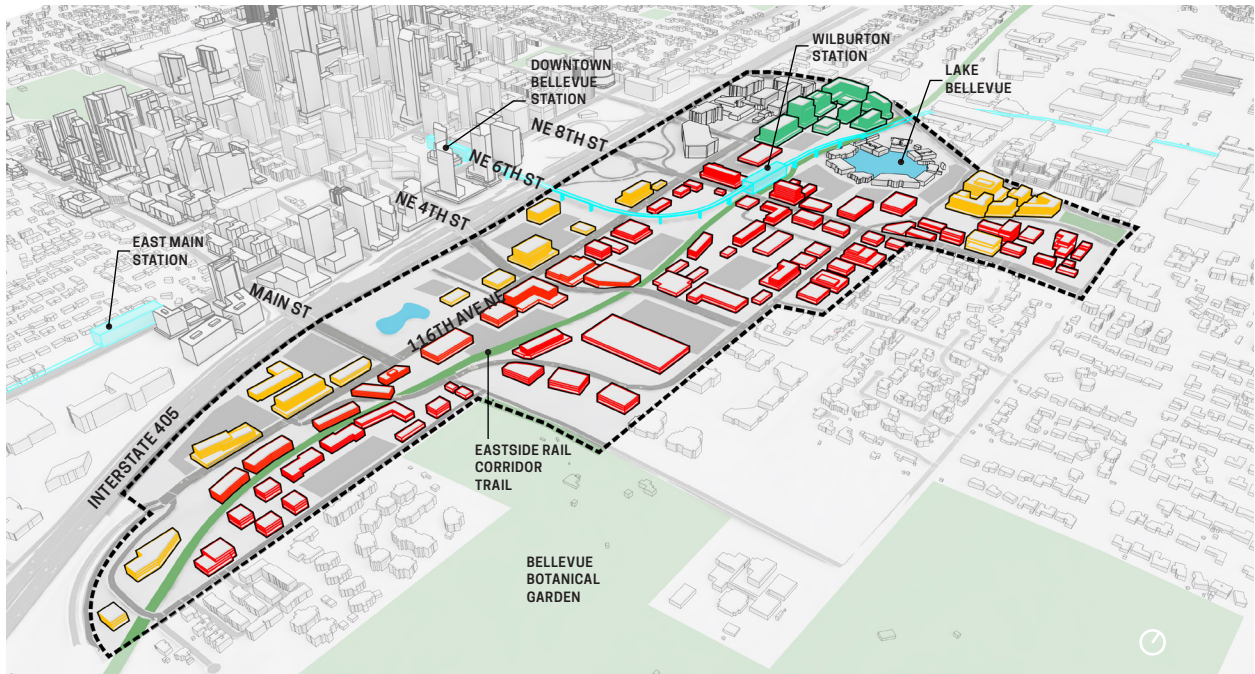 WILBURTON
STATION
LAKE
BELLEVUE
DOWNTOWN
BELLEVUE
STATION
NE 8TH ST
NE 6TH ST
NE 4TH ST
EAST MAIN
STATION
MAIN ST
116TH AVE NE
INTERSTATE 405
EASTSIDE RAIL
CORRIDOR
TRAIL
BELLEVUE
BOTANICAL
GARDEN